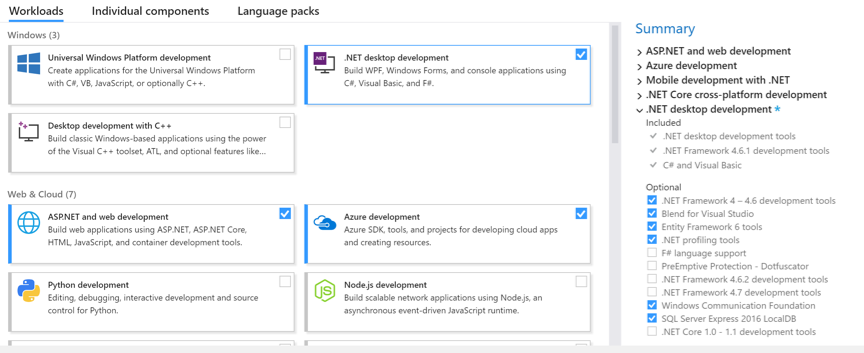 Workloads Individual components Language packs
Windows (3)
Universal Windows Platform development
Create applications for the Universal Windows Platform
with C#, VB, JavaScript, or optionally C++.
.NET
.NET desktop development
Build WPF, Windows Forms, and console applications using
C#, Visual Basic, and F#.
Desktop development with C++
Build classic Windows-based applications using the power
of the Visual C++ toolset, ATL, and optional features like...
Web & Cloud (7)
ASP.NET and web development
Build web applications using ASP.NET, ASP.NET Core,
HTML, JavaScript, and container development tools.
Azure development
Azure SDK, tools, and projects for developing cloud apps
and creating resources.
Python development
Editing, debugging, interactive development and source
control for Python.
Node.js development
Build scalable network applications using Node.js, an
asynchronous event-driven JavaScript runtime.
Summary
ASP.NET and web development
Azure development
Mobile development with .NET
.NET Core cross-platform development
.NET desktop development *
Included
.NET desktop development tools
.NET Framework 4.6.1 development tools
C# and Visual Basic
Optional
.NET Framework 4 – 4.6 development tools
Blend for Visual Studio
Entity Framework 6 tools
.NET profiling tools
F# language support
PreEmptive Protection - Dotfuscator
.NET Framework 4.6.2 development tools
.NET Framework 4.7 development tools
Windows Communication Foundation
SQL Server Express 2016 LocalDB
.NET Core 1.0 - 1.1 development tools